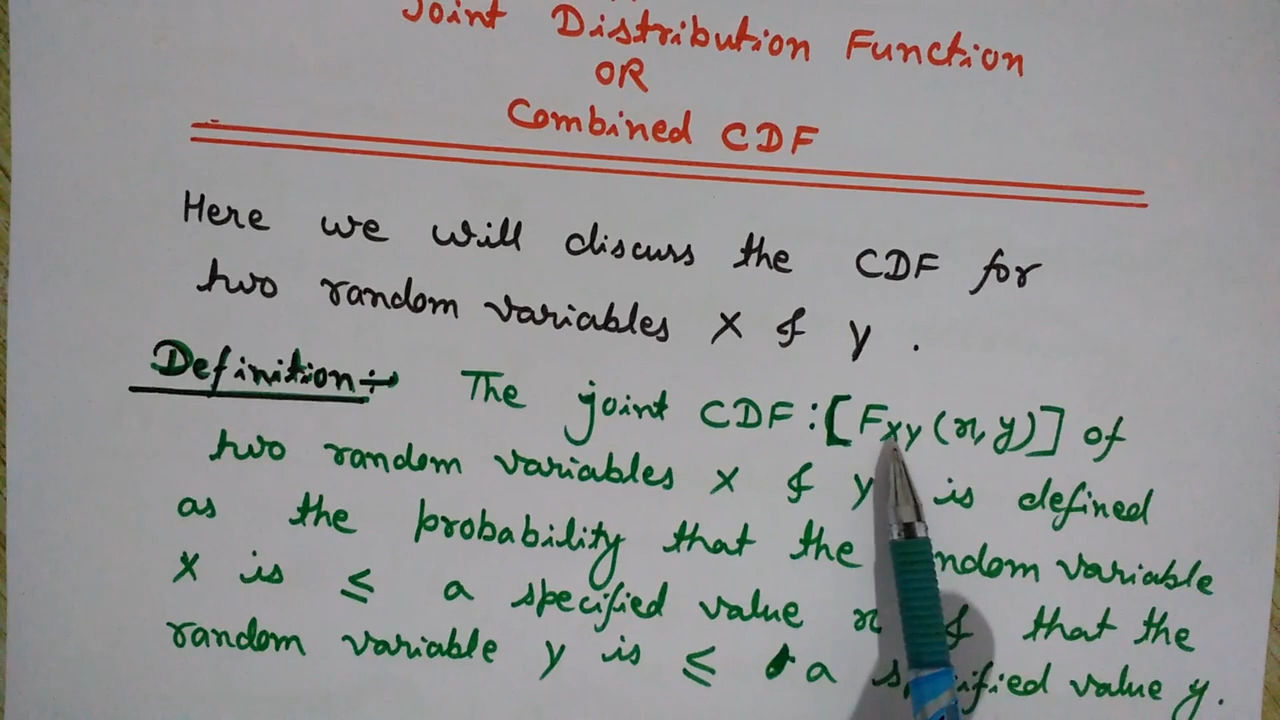 Joint Distribution Function
OR
Combined CDF
Here we will discuss the CDF for
two random variables X & Y .
Definition:- The joint CDF:[FXY(x,y)] of
two random variables X & Y is defined
as the probability that the random variable
X is ≤ a specified value x & that the
random variable Y is ≤ a specified value y.